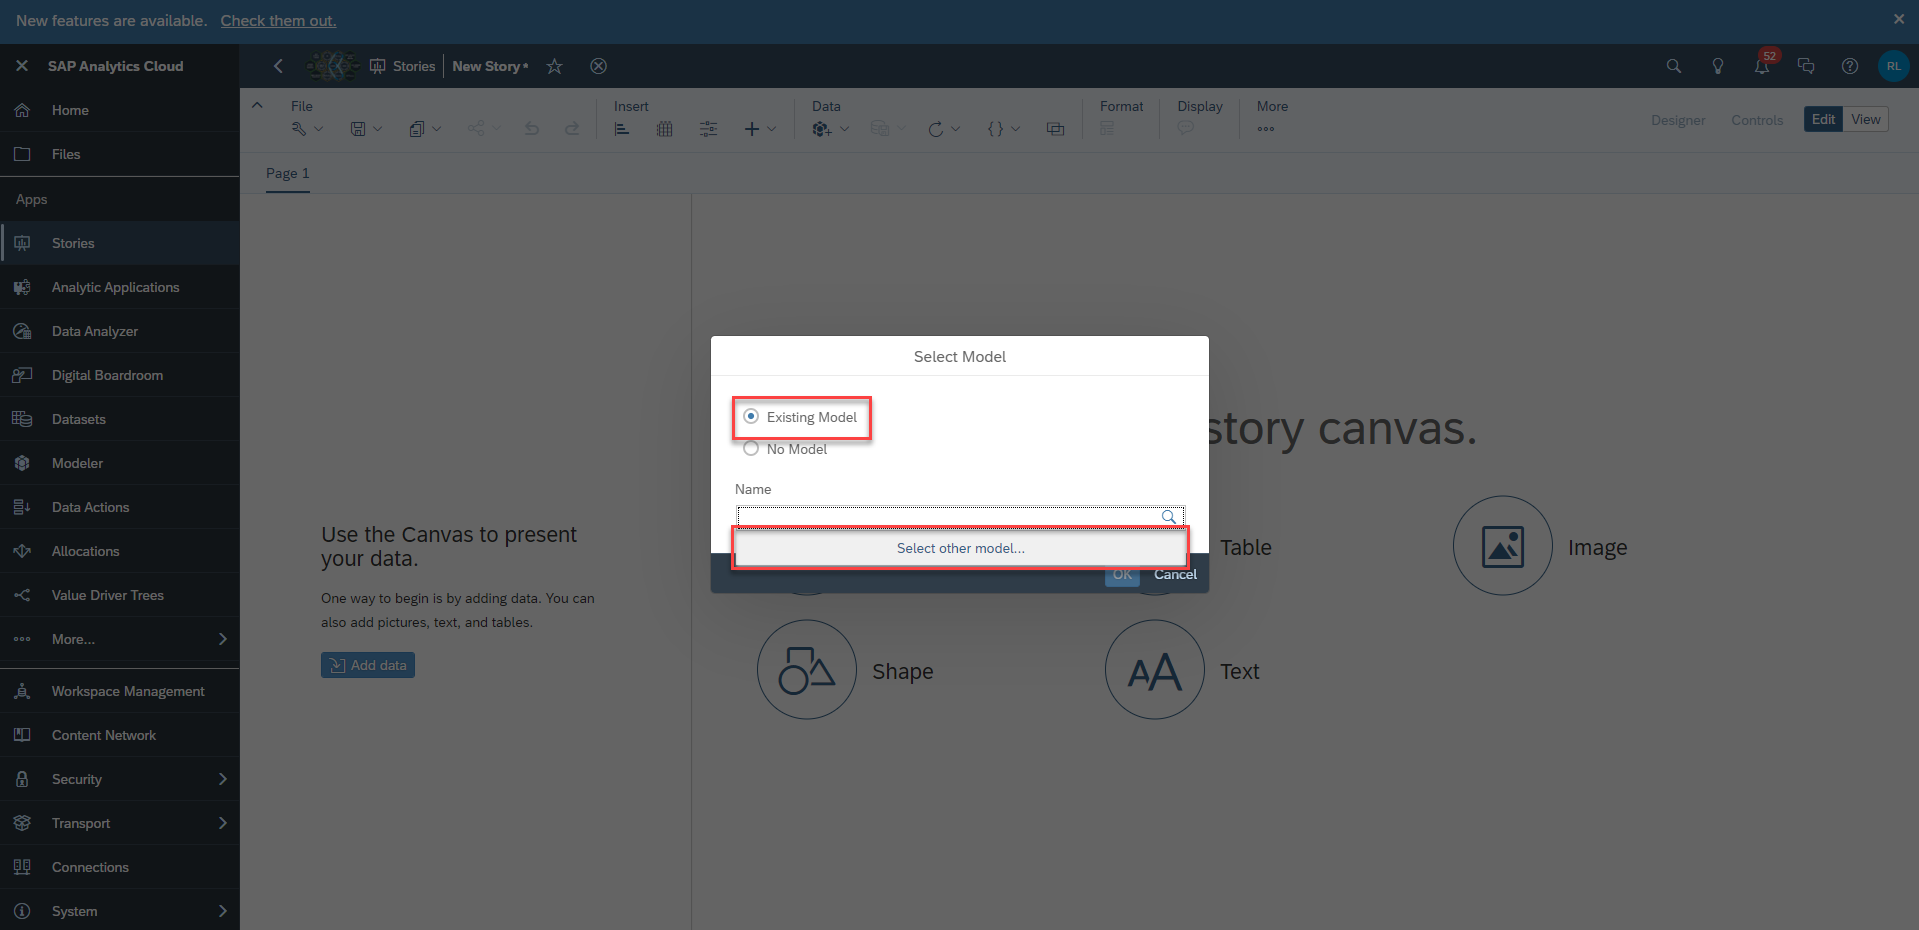 New features are available. Check them out.
SAP Analytics Cloud
Stories New Story*
52
RL
Home
Files
Apps
Stories
Analytic Applications
Data Analyzer
Digital Boardroom
Datasets
Modeler
Data Actions
Allocations
Value Driver Trees
More...
Workspace Management
Content Network
Security
Transport
Connections
System
File Insert Data Format Display More
Designer Controls Edit View
Page 1
Use the Canvas to present
your data.
One way to begin is by adding data. You can
also add pictures, text, and tables.
Add data
Select Model
Existing Model
No Model
Name
Select other model...
OK Cancel
story canvas.
Table Image
Shape Text